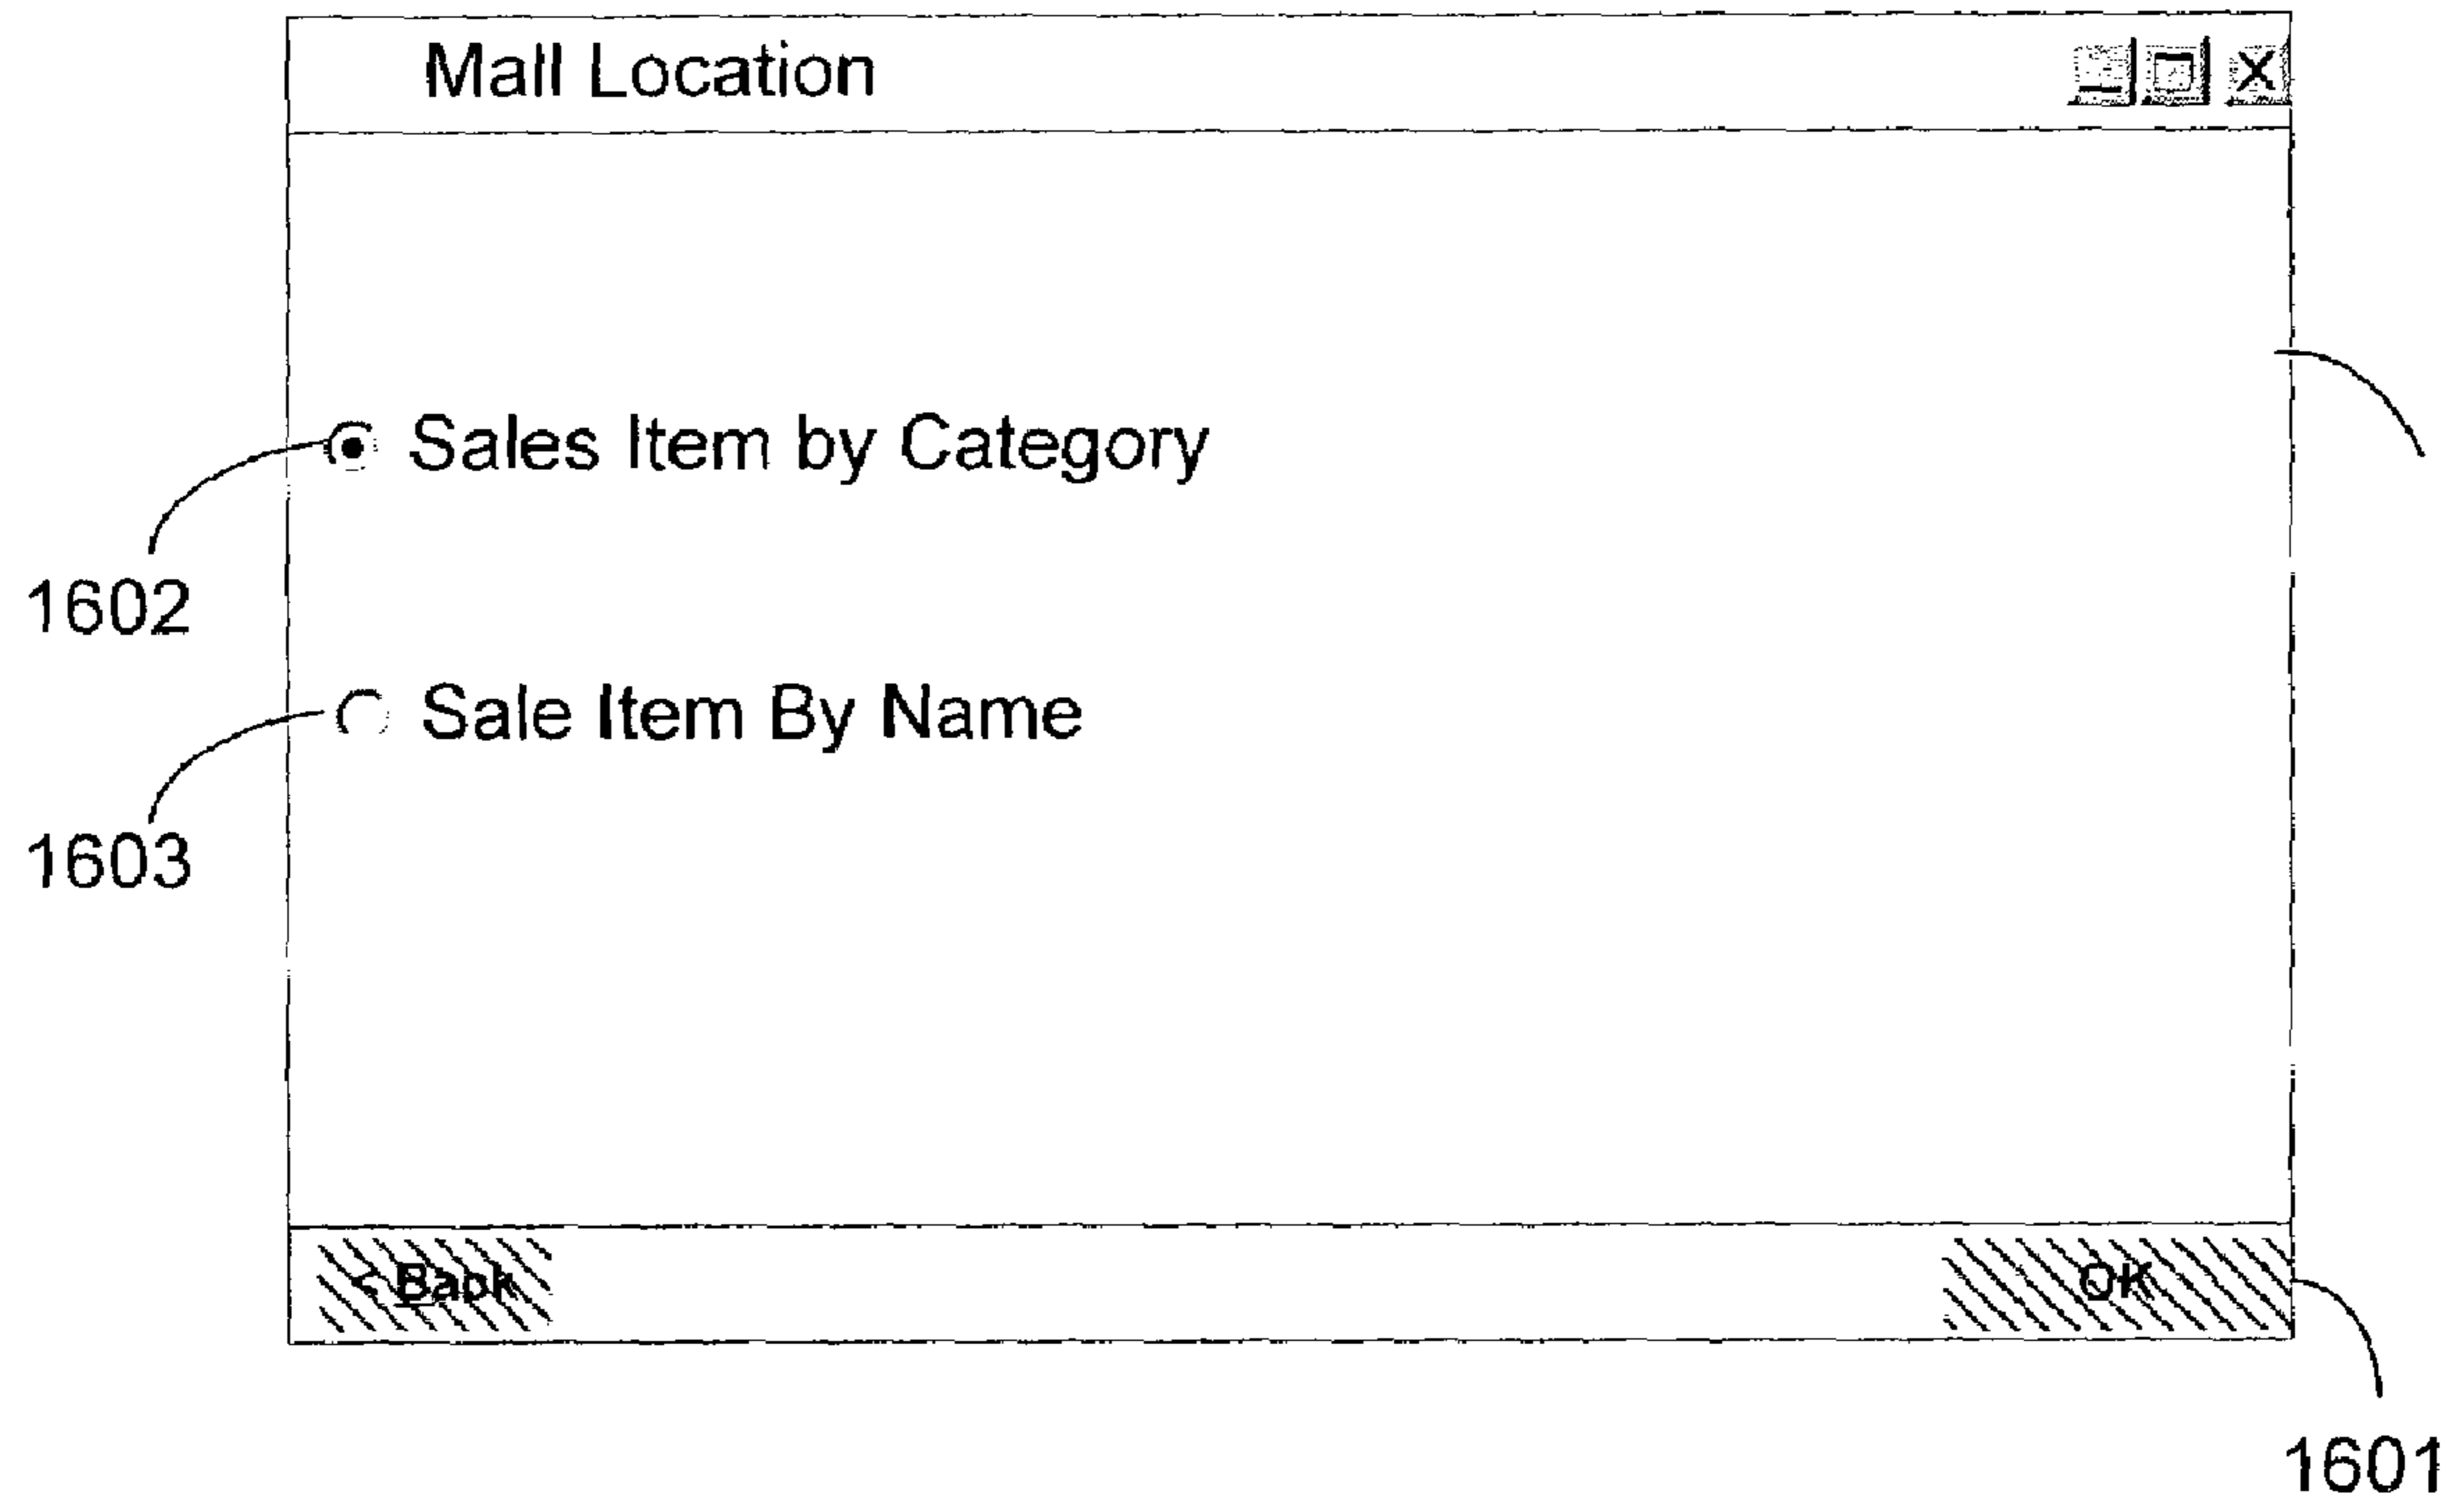 Mall Location
Sales Item by Category
1602
Sale Item By Name
1603
< Back
OK
1601